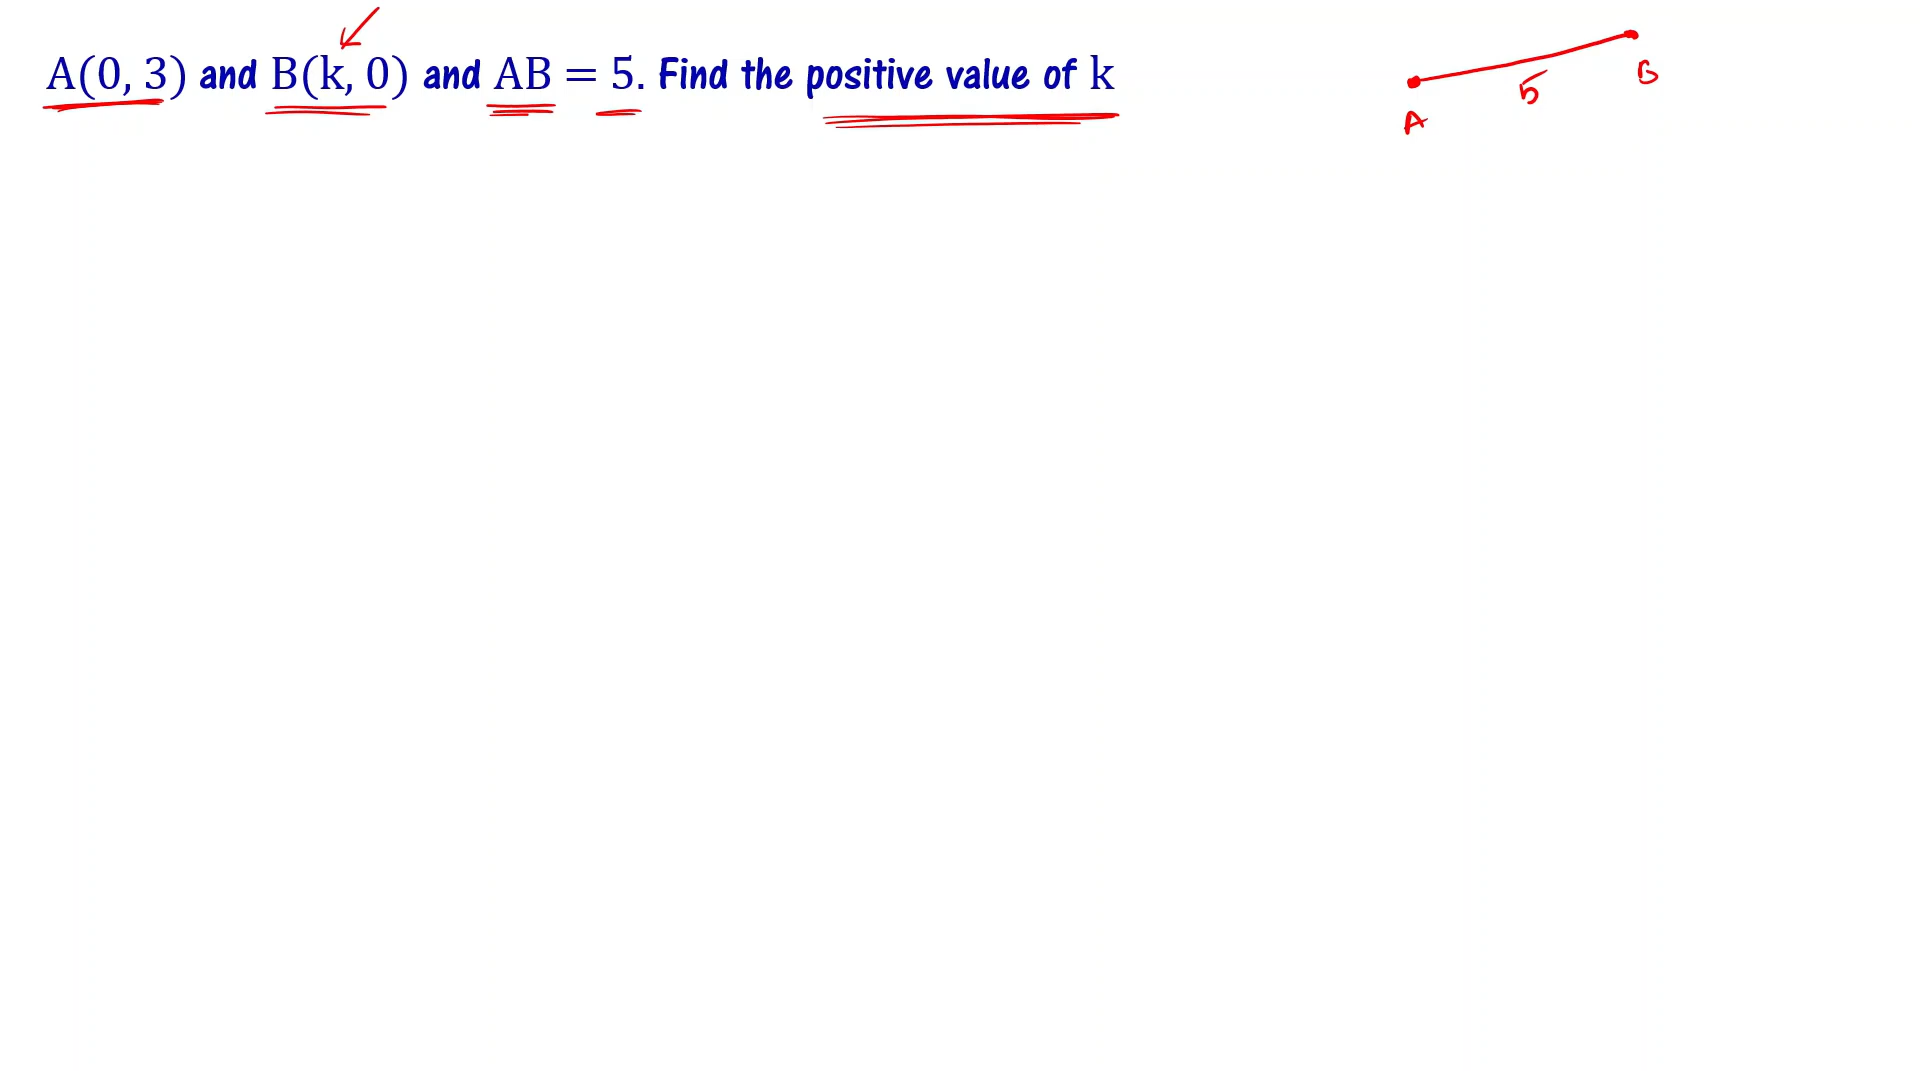 A(0, 3) and B(k, 0) and AB = 5. Find the positive value of k
A
5
B